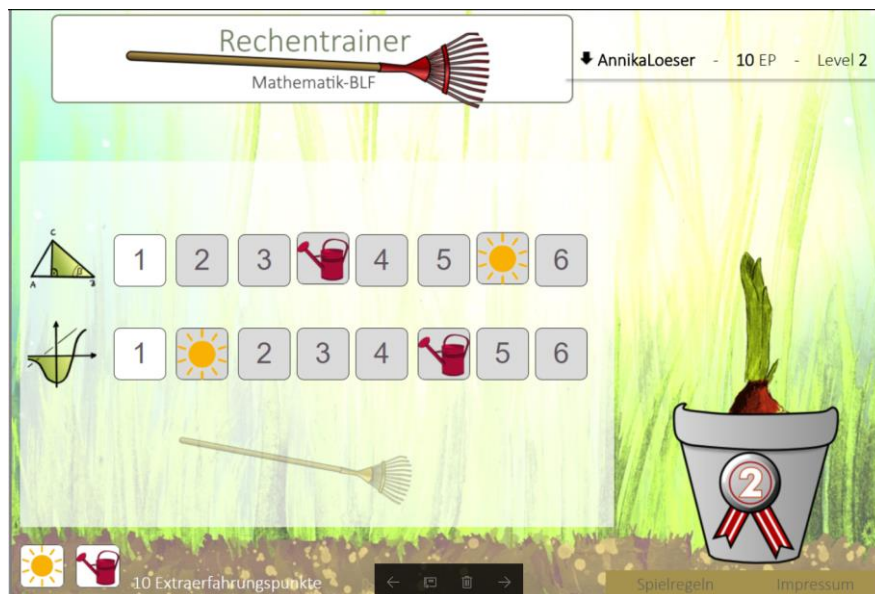 Rechentrainer
Mathematik-BLF
AnnikaLoeser - 10 EP - Level 2
C
A
B
1 2 3 4 5 6
1 2 3 4 5 6
2
10 Extraerfahrungspunkte
Spielregeln Impressum